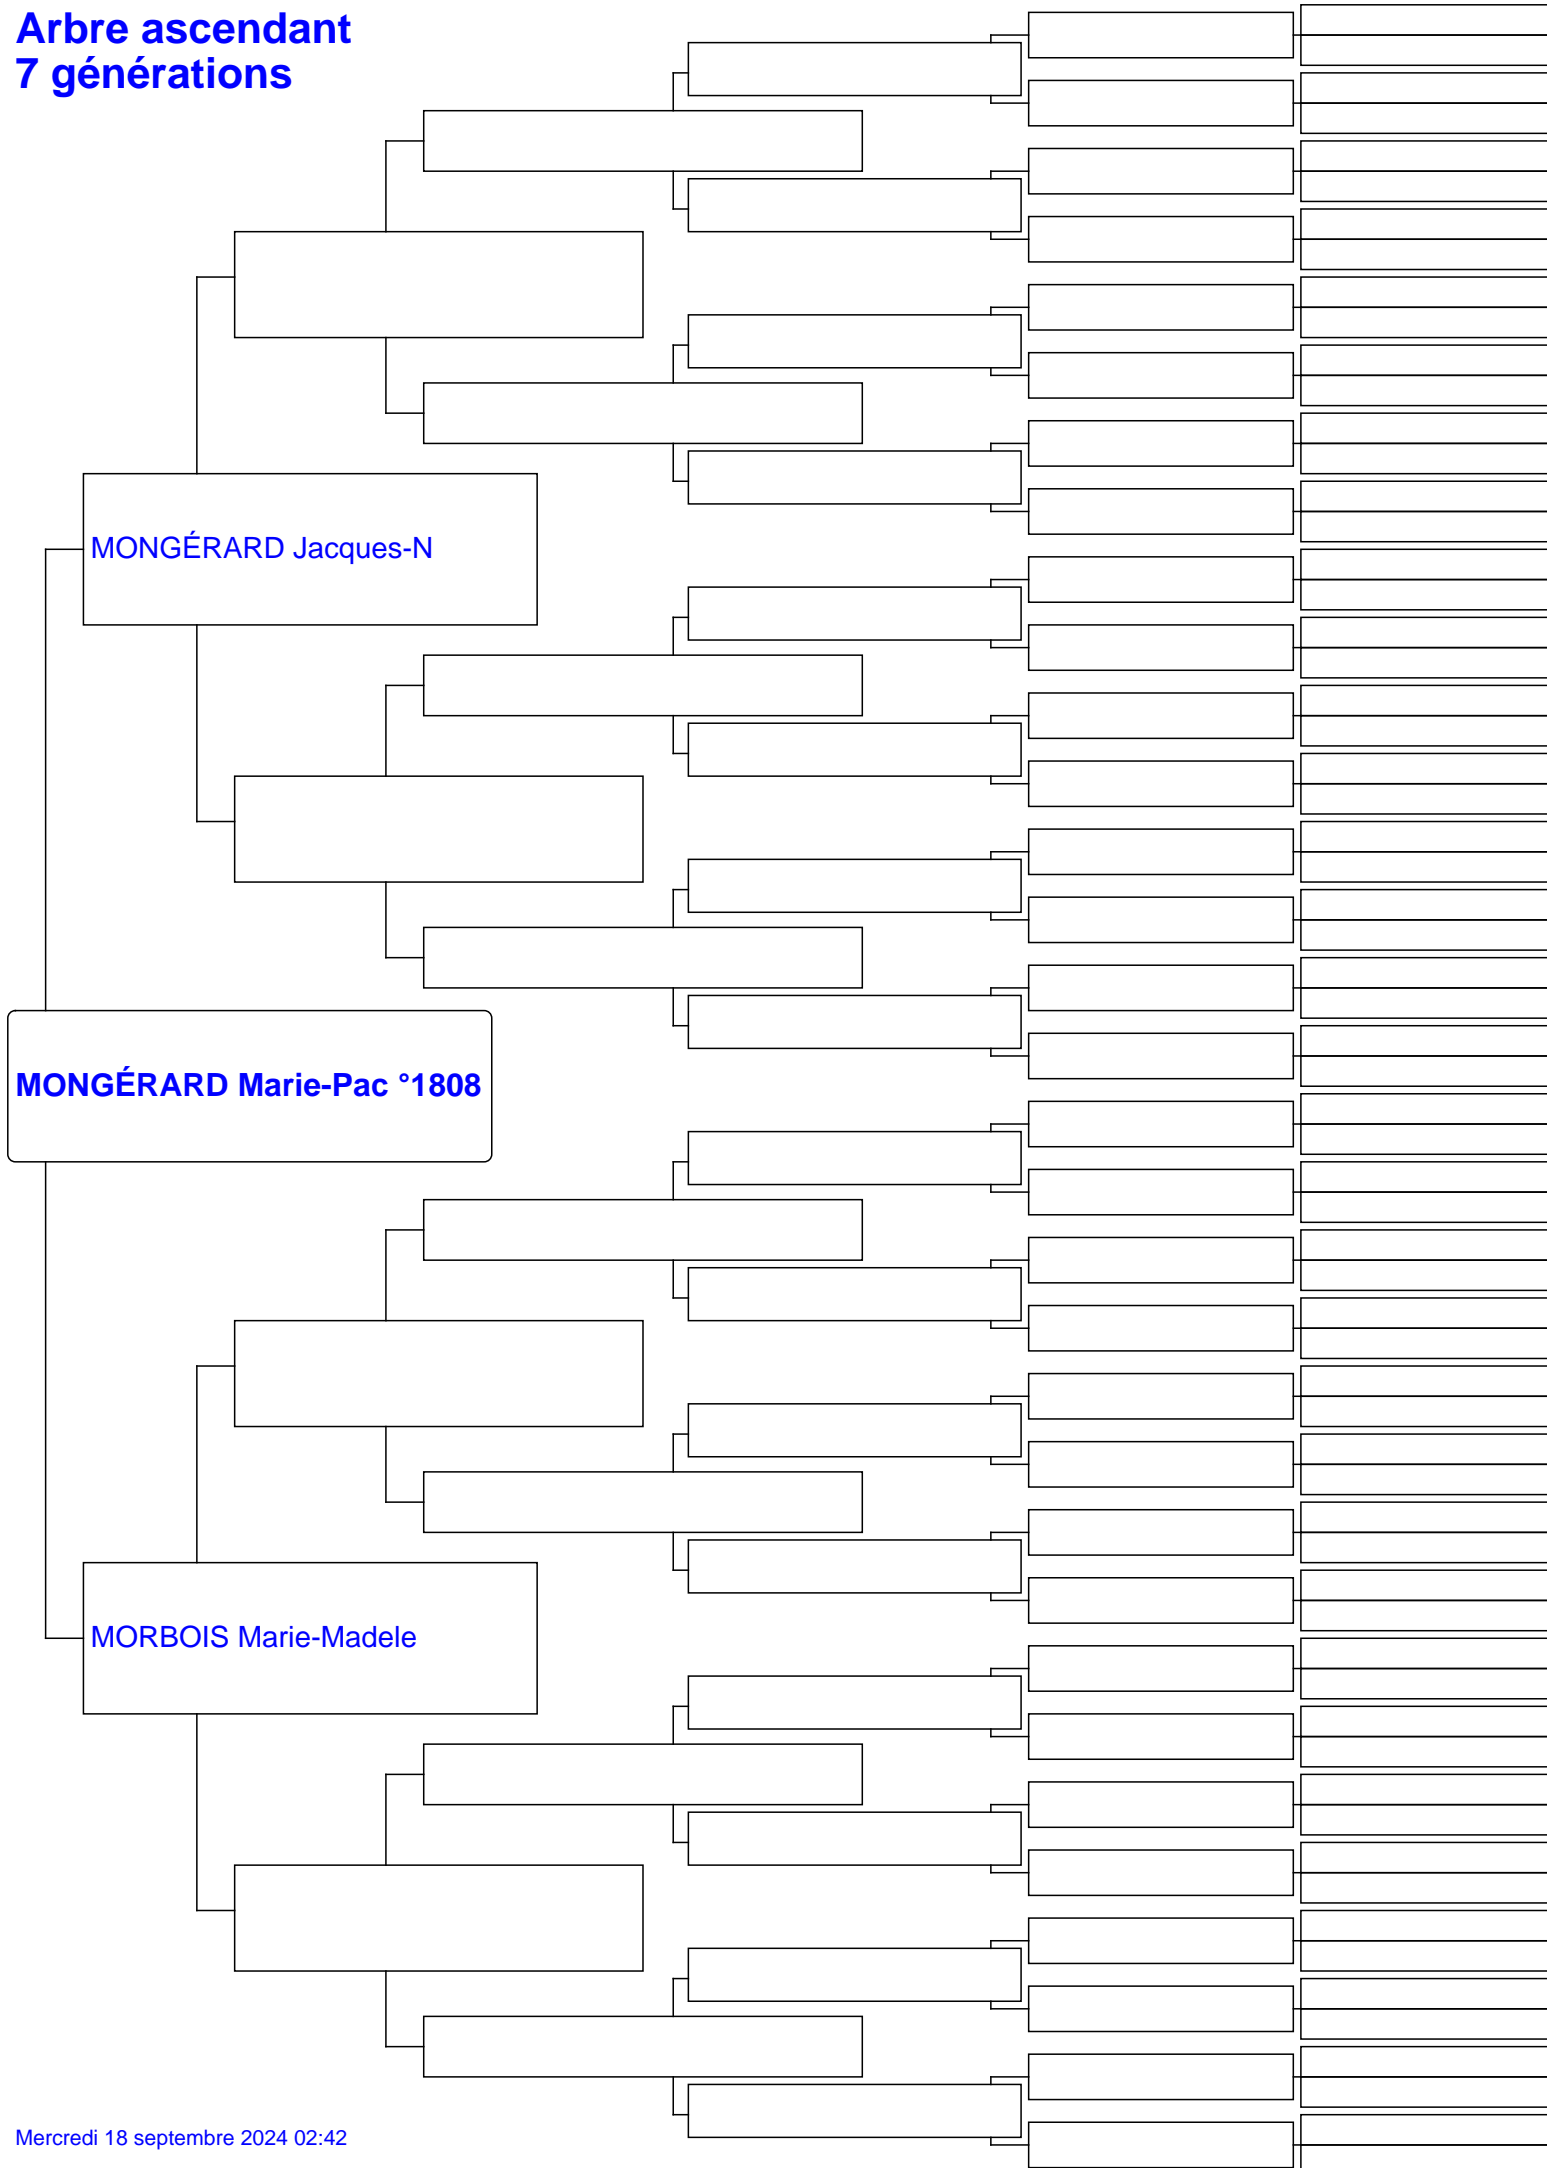 Arbre ascendant
7 générations
MONGÉRARD Jacques-N
MONGÉRARD Marie-Pac °1808
MORBOIS Marie-Madele
Mercredi 18 septembre 2024 02:42